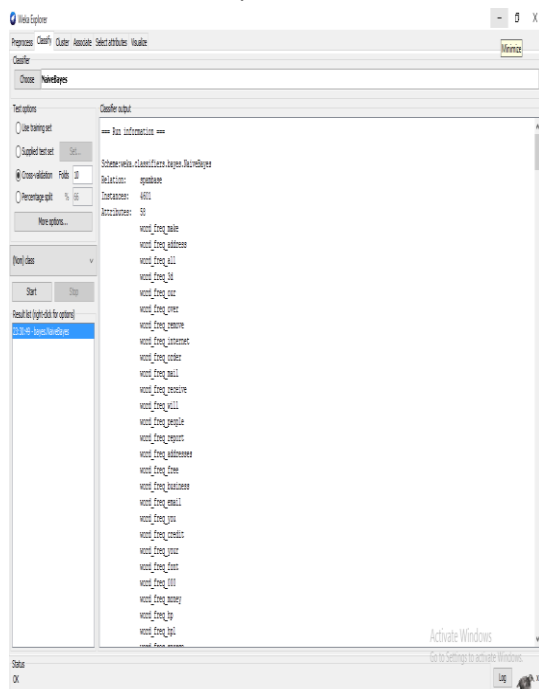 Weka Explorer
Preprocess Classify Cluster Associate Select attributes Visualize
Minimize
Classifier
Choose NaiveBayes
Test options
Use training set
Supplied test set Set...
Cross-validation Folds 10
Percentage split % 66
More options...
(Nom) class
Start Stop
Result list (right-click for options)
bayes.NaiveBayes
Classifier output
=== Run information ===
Scheme:weka.classifiers.bayes.NaiveBayes
Relation: spambase
Instances: 4601
Attributes: 58
word_freq_make
word_freq_address
word_freq_all
word_freq_3d
word_freq_our
word_freq_over
word_freq_remove
word_freq_internet
word_freq_order
word_freq_mail
word_freq_receive
word_freq_will
word_freq_people
word_freq_report
word_freq_addresses
word_freq_free
word_freq_business
word_freq_email
word_freq_you
word_freq_credit
word_freq_your
word_freq_font
word_freq_000
word_freq_money
word_freq_hp
word_freq_hpl
Activate Windows
Go to Settings to activate Windows.
Status
OK
Log
x